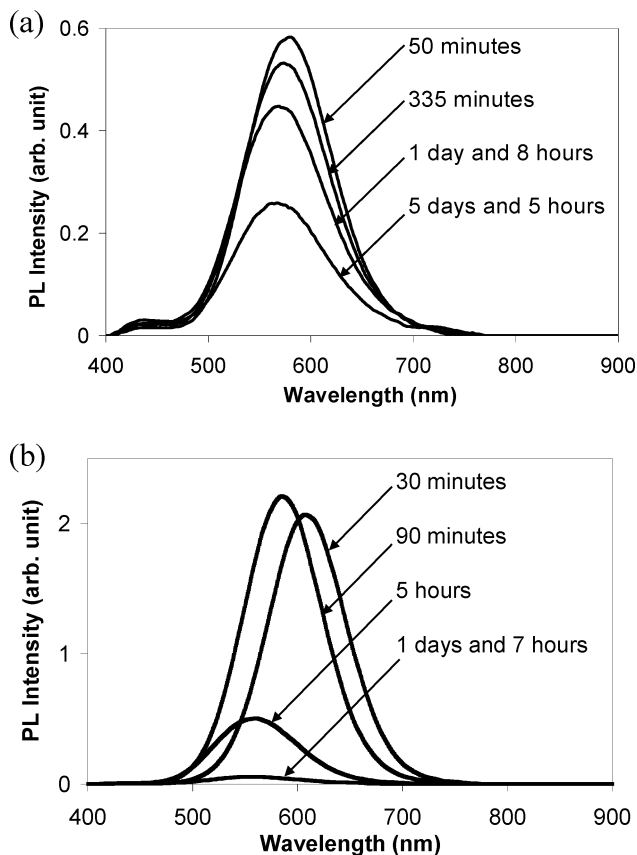 (a)
PL Intensity (arb. unit)
0.6
0.4
0.2
0
50 minutes
335 minutes
1 day and 8 hours
5 days and 5 hours
400 500 600 700 800 900
Wavelength (nm)
(b)
PL Intensity (arb. unit)
2
1
0
30 minutes
90 minutes
5 hours
1 days and 7 hours
400 500 600 700 800 900
Wavelength (nm)